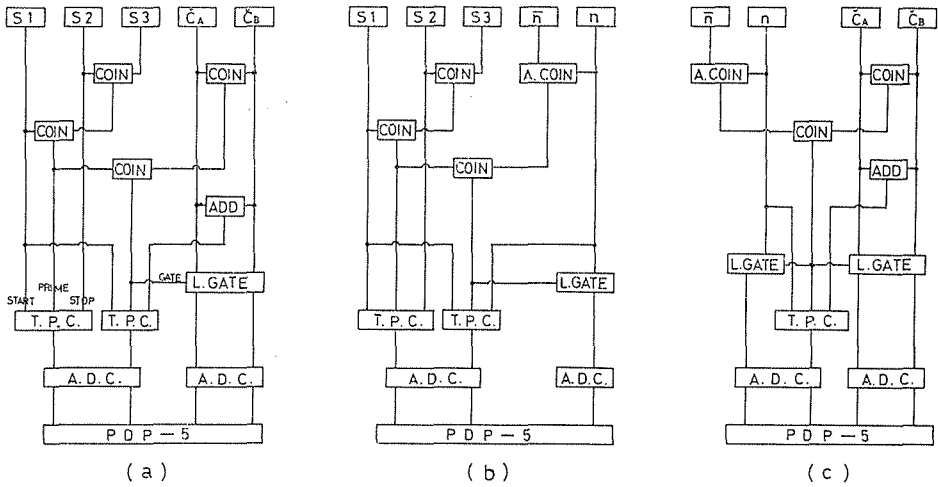 S1 S2 S3 ČA ČB
COIN COIN
COIN
COIN
ADD
GATE L.GATE
PRIME
START STOP
T.P.C. T.P.C.
A.D.C. A.D.C.
PDP-5
(a)
S1 S2 S3 n̅ n
COIN A.COIN
COIN
COIN
L.GATE
T.P.C. T.P.C.
A.D.C. A.D.C.
PDP-5
(b)
n̅ n ČA ČB
A.COIN COIN
COIN
ADD
L.GATE L.GATE
T.P.C.
A.D.C. A.D.C.
PDP-5
(c)